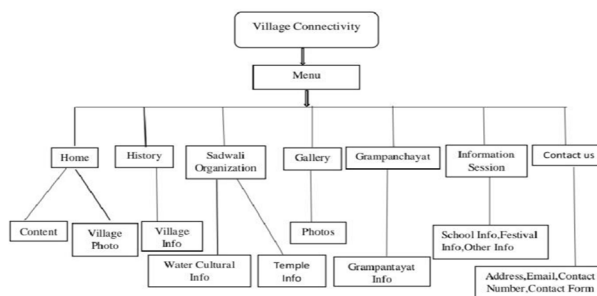 Village Connectivity
Menu
Home
History
Sadwali
Organization
Gallery
Grampanchayat
Information
Session
Contact us
Content
Village
Photo
Village
Info
Water Cultural
Info
Temple
Info
Photos
Grampantayat
Info
School Info,Festival
Info,Other Info
Address,Email,Contact
Number,Contact Form